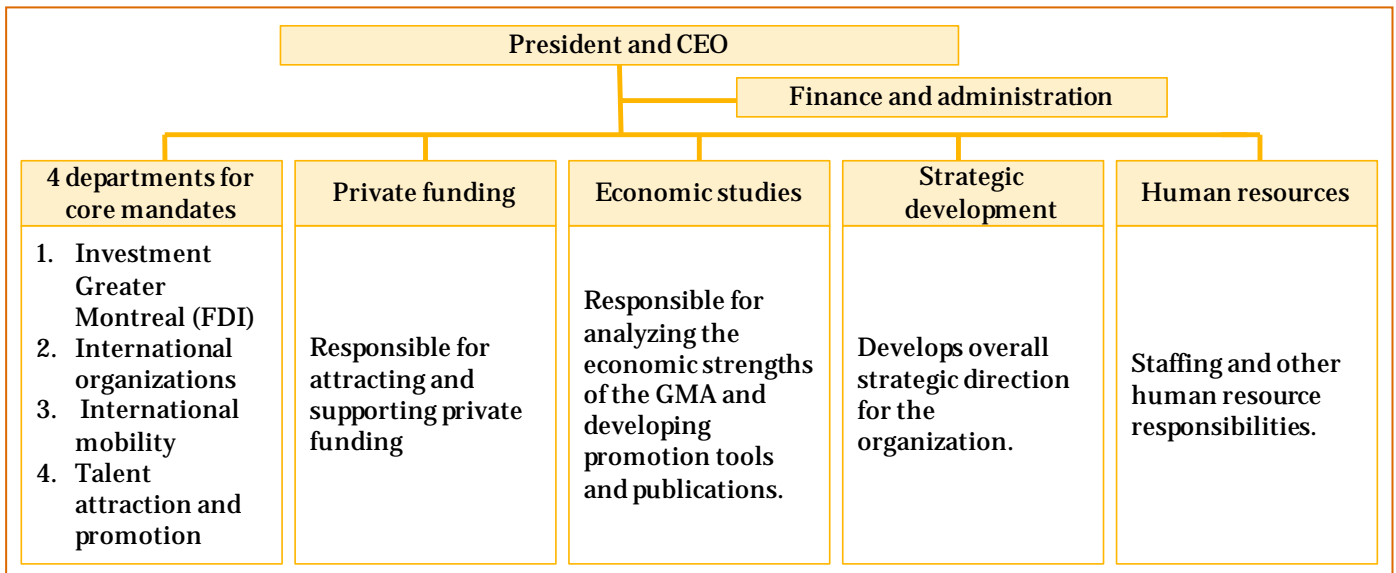 President and CEO
Finance and administration
4 departments for
core mandates
1. Investment
Greater
Montreal (FDI)
2. International
organizations
3. International
mobility
4. Talent
attraction and
promotion
Private funding
Responsible for
attracting and
supporting private
funding
Economic studies
Responsible for
analyzing the
economic strengths
of the GMA and
developing
promotion tools
and publications.
Strategic
development
Develops overall
strategic direction
for the
organization.
Human resources
Staffing and other
human resource
responsibilities.